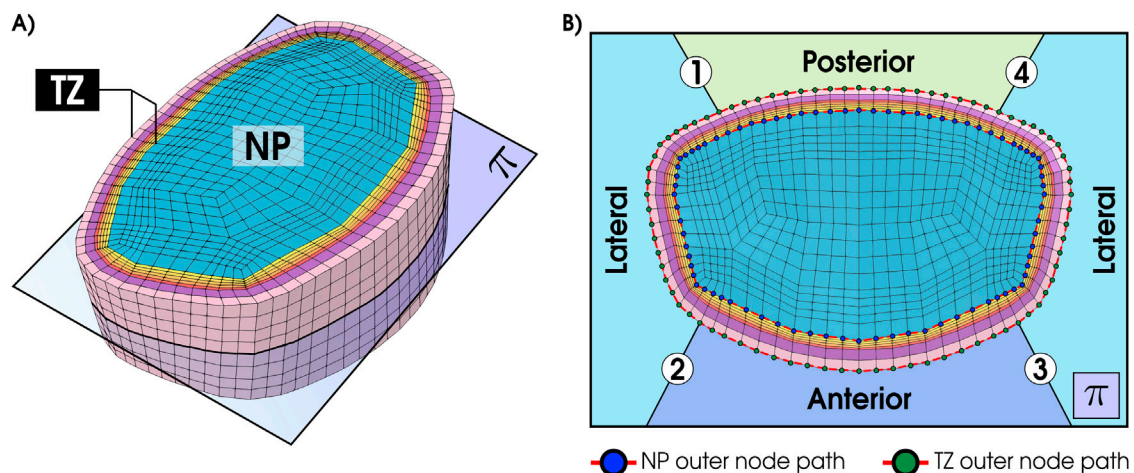 A)
TZ
NP
π
B)
1
Posterior
4
Lateral
Lateral
2
Anterior
3
π
NP outer node path
TZ outer node path